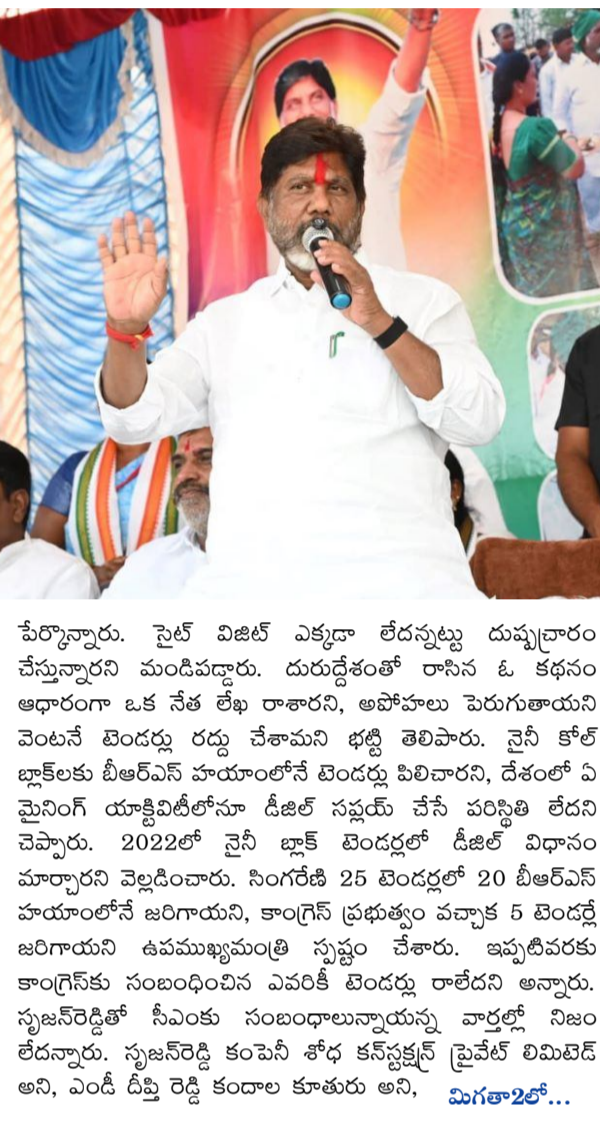 పేర్కొన్నారు. సైట్ విజిట్ ఎక్కడా లేదన్నట్టు దుష్ప్రచారం
చేస్తున్నారని మండిపడ్డారు. దురుద్దేశంతో రాసిన ఓ కథనం
ఆధారంగా ఒక నేత లేఖ రాశారని, అపోహలు పెరుగుతాయని
వెంటనే టెండర్లు రద్దు చేశామని భట్టి తెలిపారు. నైనీ కోల్
బ్లాక్‌లకు బీఆర్ఎస్ హయాంలోనే టెండర్లు పిలిచారని, దేశంలో ఏ
మైనింగ్ యాక్టివిటీలోనూ డీజిల్ సప్లయ్ చేసే పరిస్థితి లేదని
చెప్పారు. 2022లో నైనీ బ్లాక్ టెండర్లలో డీజిల్ విధానం
మార్చారని వెల్లడించారు. సింగరేణి 25 టెండర్లలో 20 బీఆర్ఎస్
హయాంలోనే జరిగాయని, కాంగ్రెస్ ప్రభుత్వం వచ్చాక 5 టెండర్లే
జరిగాయని ఉపముఖ్యమంత్రి స్పష్టం చేశారు. ఇప్పటివరకు
కాంగ్రెస్‌కు సంబంధించిన ఎవరికీ టెండర్లు రాలేదని అన్నారు.
సృజన్‌రెడ్డితో సీఎంకు సంబంధాలున్నాయన్న వార్తల్లో నిజం
లేదన్నారు. సృజన్‌రెడ్డి కంపెనీ శోధ కన్‌స్ట్రక్షన్ ప్రైవేట్ లిమిటెడ్
అని, ఎండీ దీప్తి రెడ్డి కందాల కూతురు అని, మిగతా2లో...